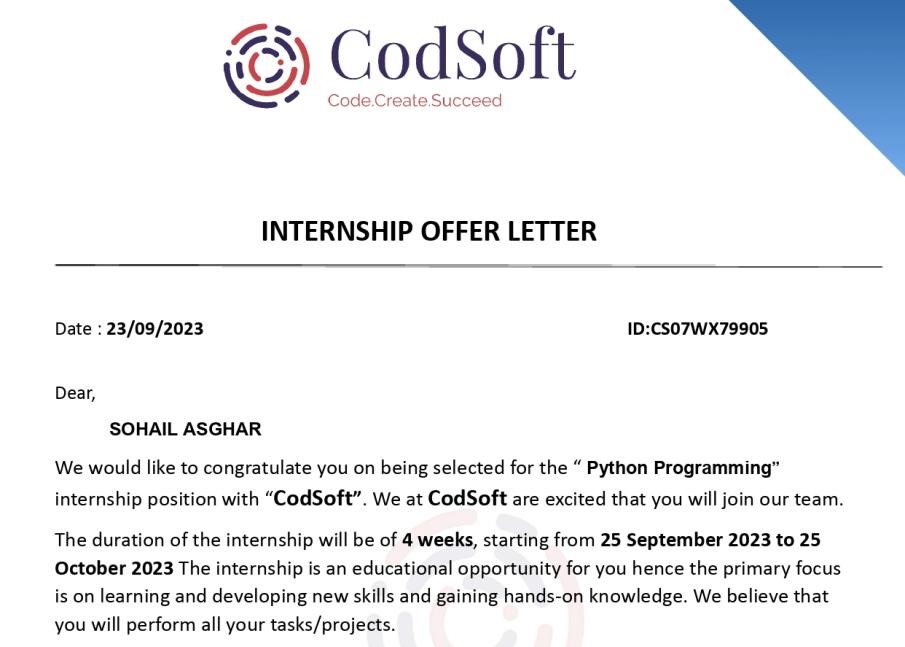 CodSoft
Code.Create.Succeed
INTERNSHIP OFFER LETTER
Date : 23/09/2023 ID:CS07WX79905
Dear,
SOHAIL ASGHAR
We would like to congratulate you on being selected for the “ Python Programming”
internship position with “CodSoft”. We at CodSoft are excited that you will join our team.
The duration of the internship will be of 4 weeks, starting from 25 September 2023 to 25
October 2023 The internship is an educational opportunity for you hence the primary focus
is on learning and developing new skills and gaining hands-on knowledge. We believe that
you will perform all your tasks/projects.